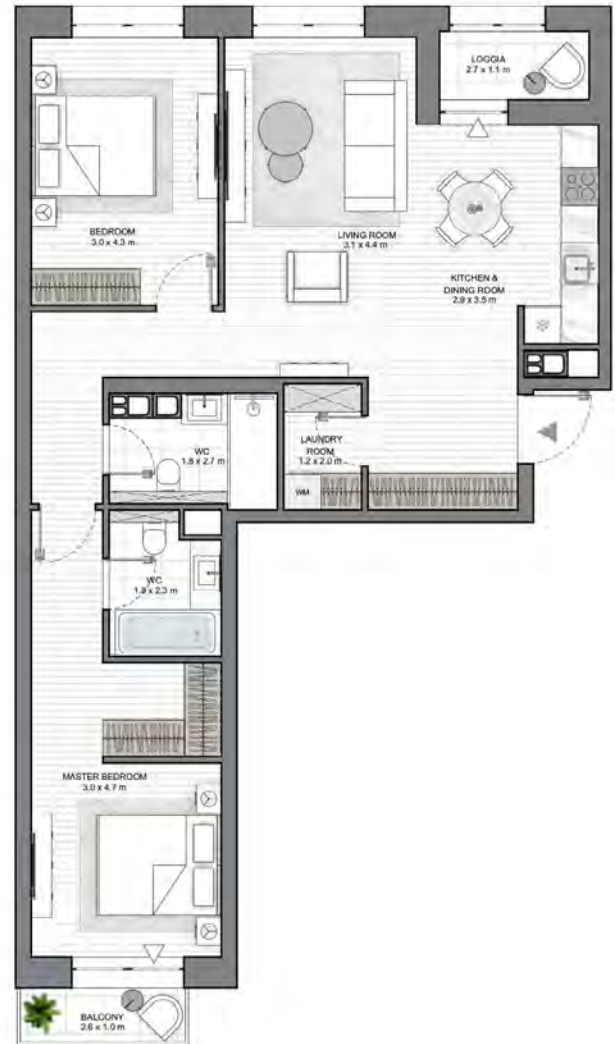 LOGGIA
2.7 x 1.1 m
BEDROOM
3.0 x 4.3 m
LIVING ROOM
3.1 x 4.4 m
KITCHEN &
DINING ROOM
2.9 x 3.5 m
WC
1.6 x 2.7 m
LAUNDRY
ROOM
1.2 x 2.0 m
WM
WC
1.9 x 2.3 m
MASTER BEDROOM
3.0 x 4.7 m
BALCONY
2.6 x 1.0 m